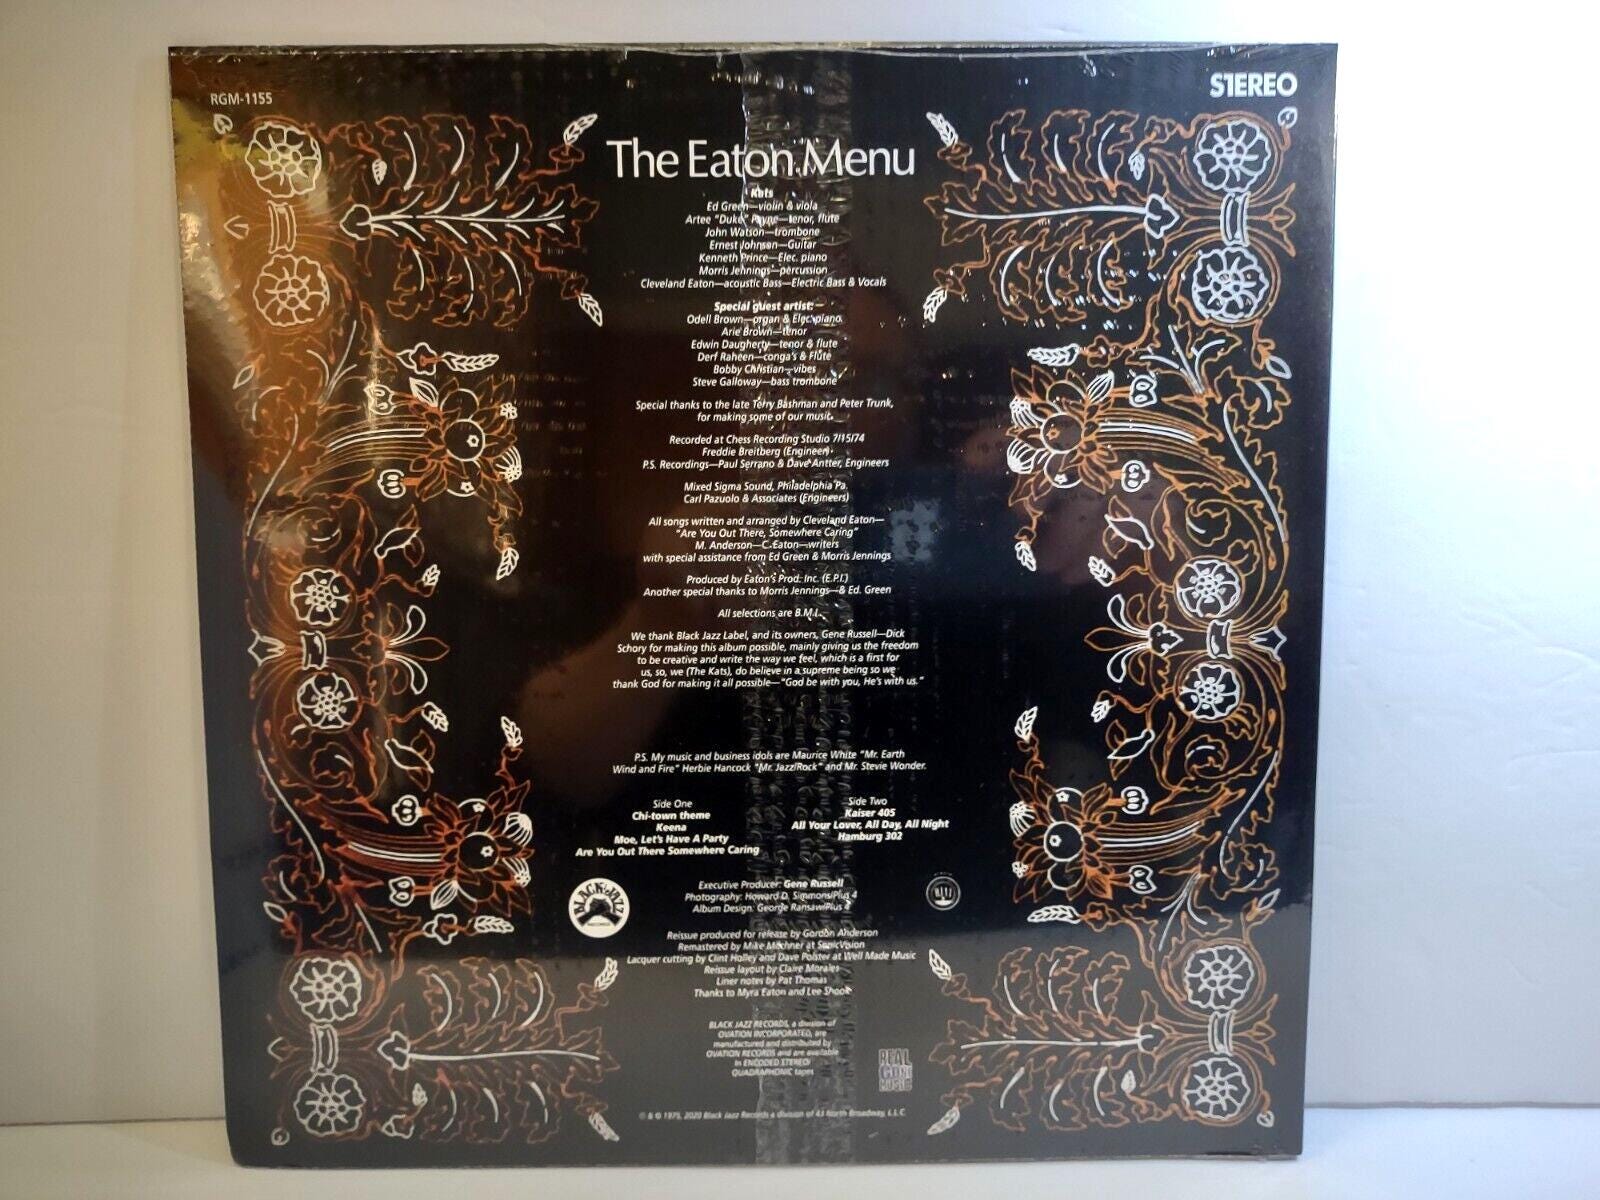 RGM-1155
STEREO
The Eaton Menu
Kats
Ed Green—violin & viola
Artee "Duke" Payne—tenor, flute
John Watson—trombone
Ernest Johnson—Guitar
Kenneth Prince—Elec. piano
Morris Jennings—percussion
Cleveland Eaton—acoustic Bass—Electric Bass & Vocals
Special guest artist:—
Odell Brown—organ & Elec. piano
Arie Brown—tenor
Edwin Daugherty—tenor & flute
Derf Raheen—conga's & Flute
Bobby Christian—vibes
Steve Galloway—bass trombone
Special thanks to the late Terry Bashman and Peter Trunk,
for making some of our music.
Recorded at Chess Recording Studio 7/15/74
Freddie Breitberg (Engineer)
P.S. Recordings—Paul Serrano & Dave Antter, Engineers
Mixed Sigma Sound, Philadelphia Pa.
Carl Pazuolo & Associates (Engineers)
All songs written and arranged by Cleveland Eaton—
"Are You Out There, Somewhere Caring"
M. Anderson—C. Eaton—writers
with special assistance from Ed Green & Morris Jennings
Produced by Eaton's Prod. Inc. (E.P.I.)
Another special thanks to Morris Jennings—& Ed. Green
All selections are B.M.I.
We thank Black Jazz Label, and its owners, Gene Russell—Dick
Schory for making this album possible, mainly giving us the freedom
to be creative and write the way we feel, which is a first for
us, so, we (The Kats), do believe in a supreme being so we
thank God for making it all possible—"God be with you, He's with us."
P.S. My music and business idols are Maurice White "Mr. Earth
Wind and Fire" Herbie Hancock "Mr. Jazz/Rock" and Mr. Stevie Wonder.
Side One
Chi-town theme
Keena
Moe, Let's Have A Party
Are You Out There Somewhere Caring
Side Two
Kaiser 405
All Your Lover, All Day, All Night
Hamburg 302
BLACK JAZZ
RECORDS
Executive Producer: Gene Russell
Photography: Howard D. Simmons/Plus 4
Album Design: George Ransaw/Plus 4
Reissue produced for release by Gordon Anderson
Remastered by Mike Milchner at SonicVision
Lacquer cutting by Clint Holley and Dave Polster at Well Made Music
Reissue layout by Claire Morales
Liner notes by Pat Thomas
Thanks to Myra Eaton and Lee Shook
BLACK JAZZ RECORDS, a division of
OVATION INCORPORATED, are
manufactured and distributed by
OVATION RECORDS and are available
in ENCODED STEREO/
QUADRAPHONIC tapes
REAL
GONE
MUSIC
℗ & © 1975, 2020 Black Jazz Records a division of 43 North Broadway, L.L.C.